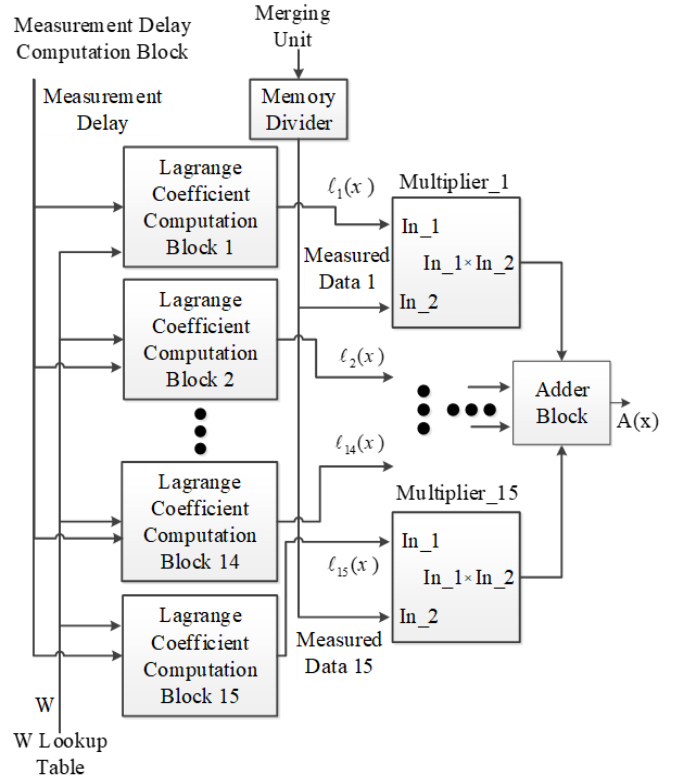 Measurement Delay
Computation Block
Merging
Unit
Measurement
Delay
Memory
Divider
Lagrange
Coefficient
Computation
Block 1
ℓ₁(x)
Multiplier_1
In_1
In_1×In_2
In_2
Measured
Data 1
Lagrange
Coefficient
Computation
Block 2
ℓ₂(x)
Adder
Block
A(x)
Lagrange
Coefficient
Computation
Block 14
ℓ₁₄(x)
Multiplier_15
In_1
In_1×In_2
In_2
ℓ₁₅(x)
Lagrange
Coefficient
Computation
Block 15
Measured
Data 15
W
W Lookup
Table